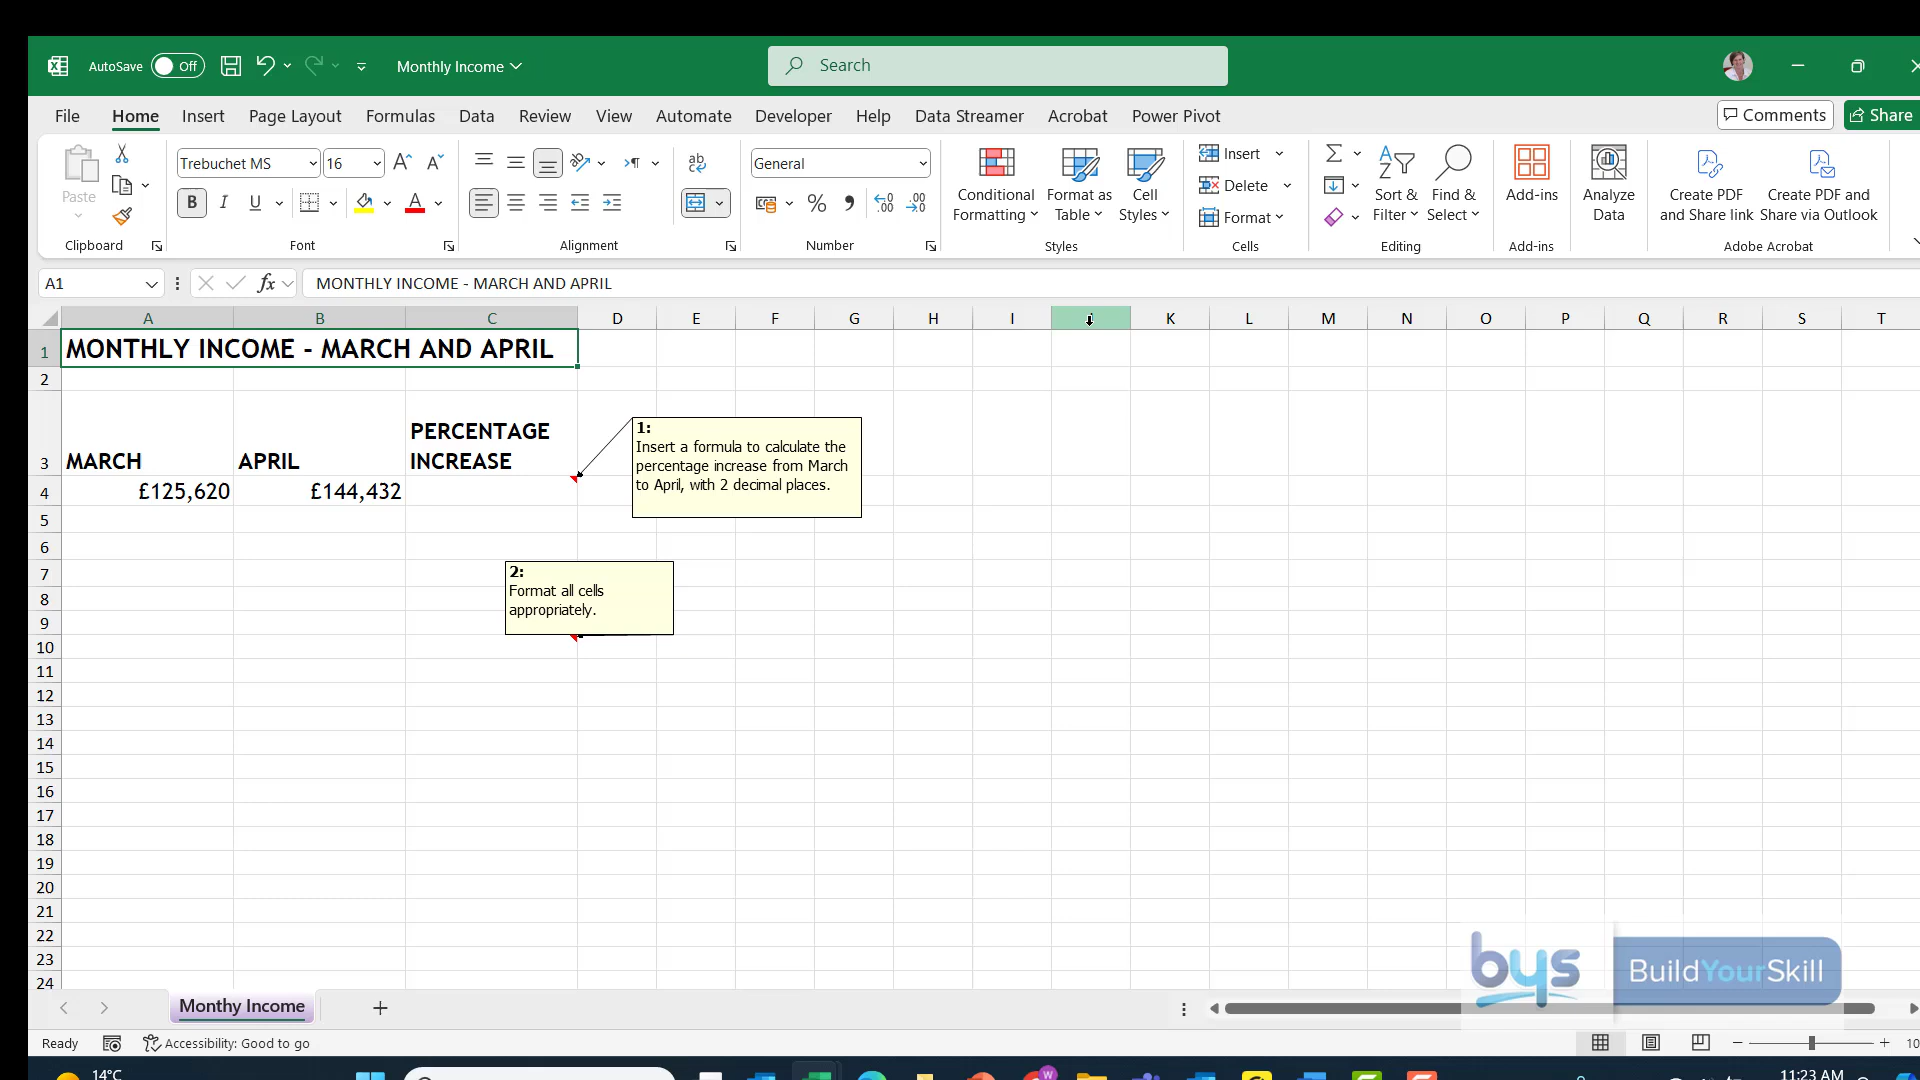 AutoSave Off Monthly Income Search
File Home Insert Page Layout Formulas Data Review View Automate Developer Help Data Streamer Acrobat Power Pivot Comments Share
Paste
Clipboard
Trebuchet MS 16
B I U A
Font
ab
Alignment
General
%
Number
Conditional
Formatting
Format as
Table
Cell
Styles
Styles
Insert
Delete
Format
Cells
Sort &
Filter
Find &
Select
Editing
Add-ins
Add-ins
Analyze
Data
Create PDF
and Share link
Create PDF and
Share via Outlook
Adobe Acrobat
A1 fx MONTHLY INCOME - MARCH AND APRIL
A B C D E F G H I K L M N O P Q R S T
1 MONTHLY INCOME - MARCH AND APRIL
2
3 MARCH APRIL PERCENTAGE
INCREASE
4 £125,620 £144,432
1:
Insert a formula to calculate the
percentage increase from March
to April, with 2 decimal places.
5
6
7
2:
Format all cells
appropriately.
8
9
10
11
12
13
14
15
16
17
18
19
20
21
22
23
24
bys BuildYourSkill
Monthy Income
Ready Accessibility: Good to go
10
14°C
W
11:23 AM